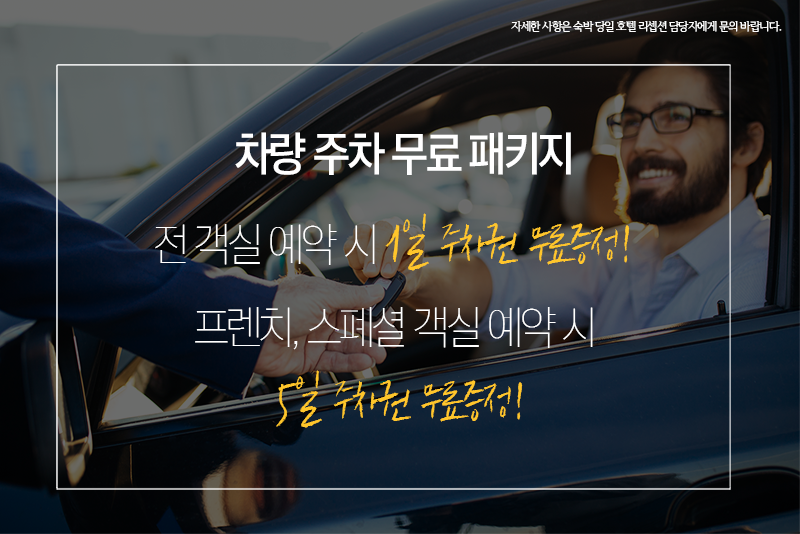 자세한 사항은 숙박 당일 호텔 리셉션 담당자에게 문의 바랍니다.
차량 주차 무료 패키지
전 객실 예약 시 1일 주차권 무료증정!
프렌치, 스페셜 객실 예약 시
5일 주차권 무료증정!